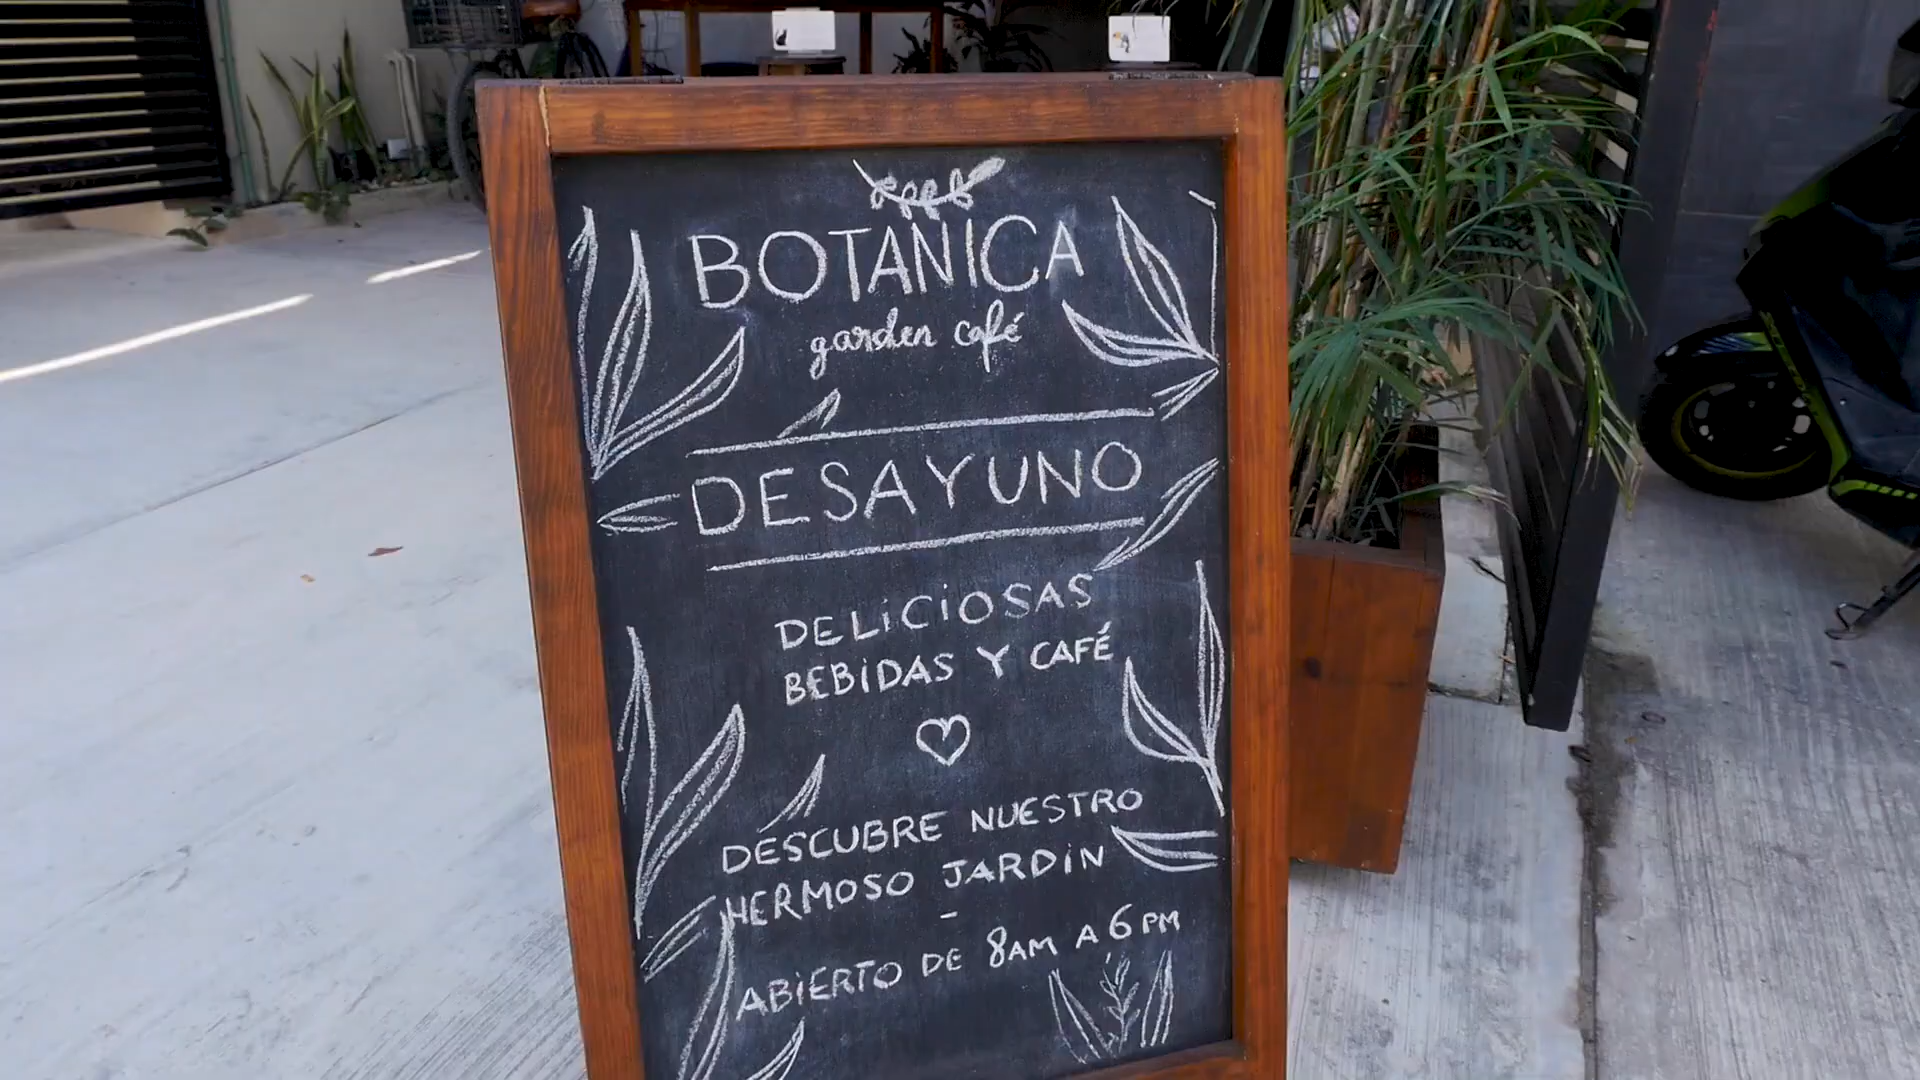 BOTANICA
garden café
DESAYUNO
DELICIOSAS
BEBIDAS Y CAFÉ
DESCUBRE NUESTRO
HERMOSO JARDIN
-
ABIERTO DE 8AM A 6PM